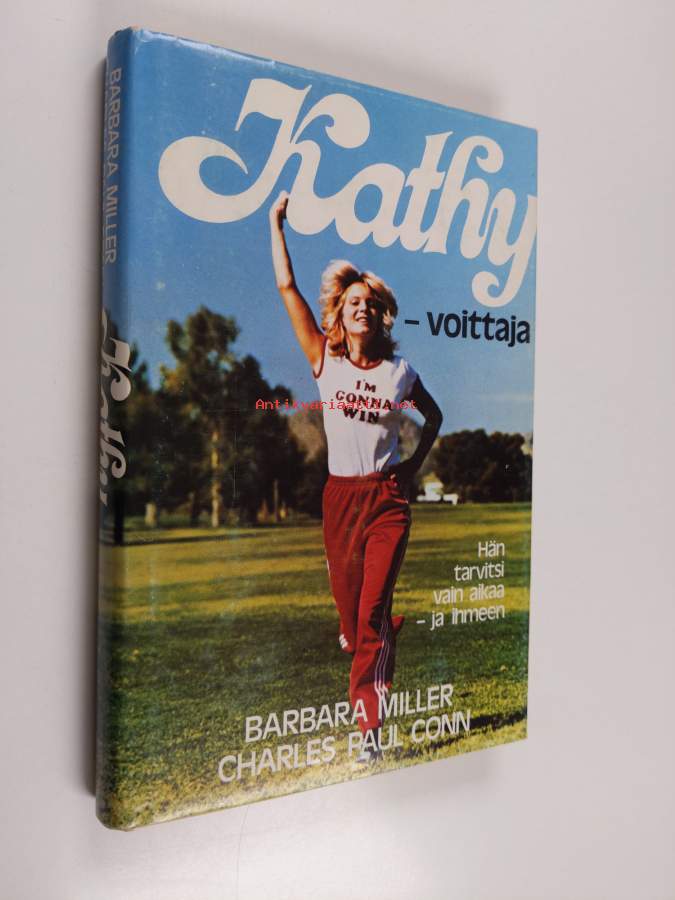 BARBARA MILLER
Kathy
Kathy
– voittaja
I'M
GONNA
WIN
Antikvariaatti.net
Hän
tarvitsi
vain aikaa
– ja ihmeen
BARBARA MILLER
CHARLES PAUL CONN